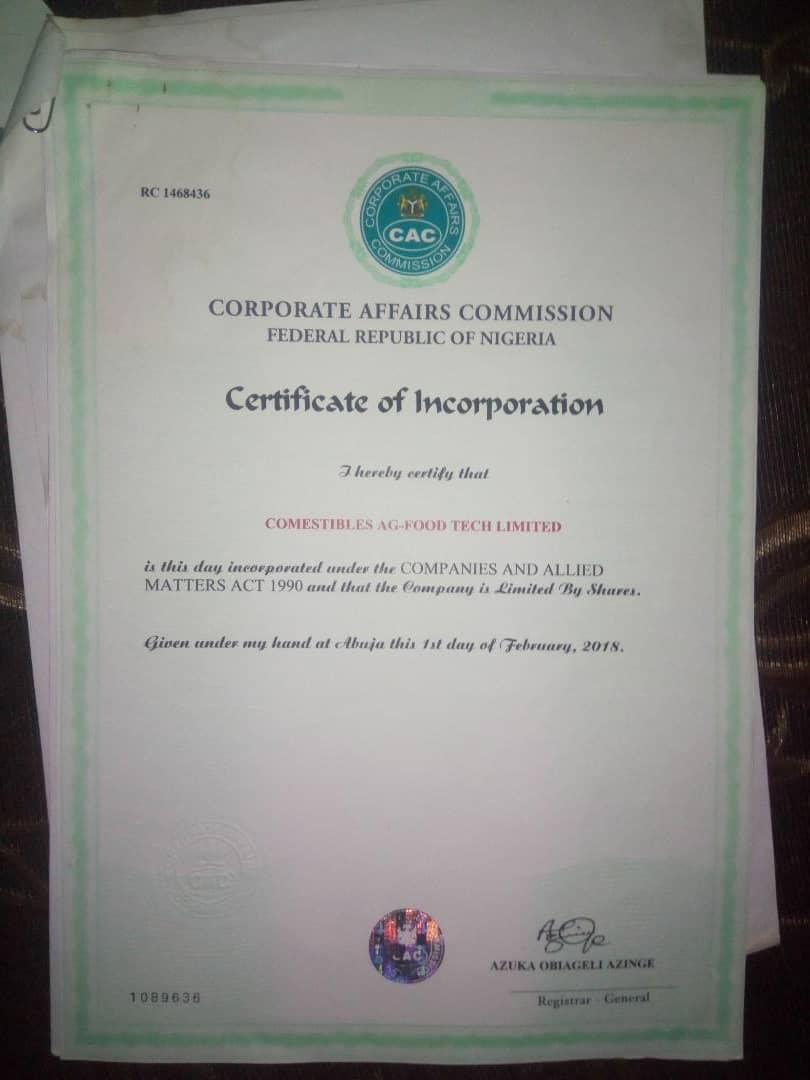 RC 1468436
CORPORATE AFFAIRS
CAC
COMMISSION
CORPORATE AFFAIRS COMMISSION
FEDERAL REPUBLIC OF NIGERIA
Certificate of Incorporation
I hereby certify that
COMESTIBLES AG-FOOD TECH LIMITED
is this day incorporated under the COMPANIES AND ALLIED
MATTERS ACT 1990 and that the Company is Limited By Shares.
Given under my hand at Abuja this 1st day of February, 2018.
CAC
AZUKA OBIAGELI AZINGE
Registrar - General
1089636